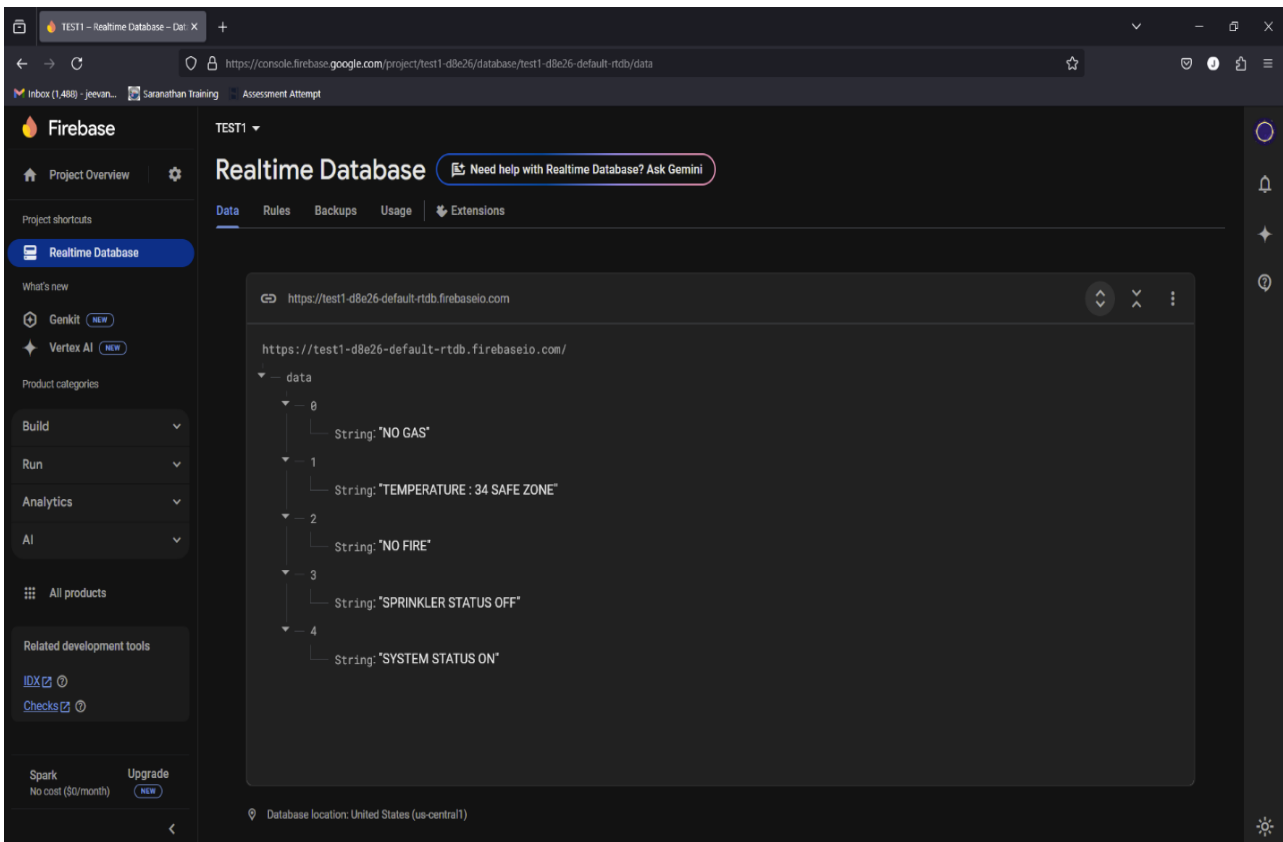 TEST1 – Realtime Database – Dat
https://console.firebase.google.com/project/test1-d8e26/database/test1-d8e26-default-rtdb/data
J
Inbox (1,488) - jeevan... Saranathan Training Assessment Attempt
Firebase
Project Overview
Project shortcuts
Realtime Database
What's new
Genkit NEW
Vertex AI NEW
Product categories
Build
Run
Analytics
AI
All products
Related development tools
IDX
Checks
Spark
No cost ($0/month)
Upgrade
NEW
TEST1
Realtime Database
Need help with Realtime Database? Ask Gemini
Data Rules Backups Usage Extensions
https://test1-d8e26-default-rtdb.firebaseio.com
https://test1-d8e26-default-rtdb.firebaseio.com/
data
0
String: "NO GAS"
1
String: "TEMPERATURE : 34 SAFE ZONE"
2
String: "NO FIRE"
3
String: "SPRINKLER STATUS OFF"
4
String: "SYSTEM STATUS ON"
Database location: United States (us-central1)